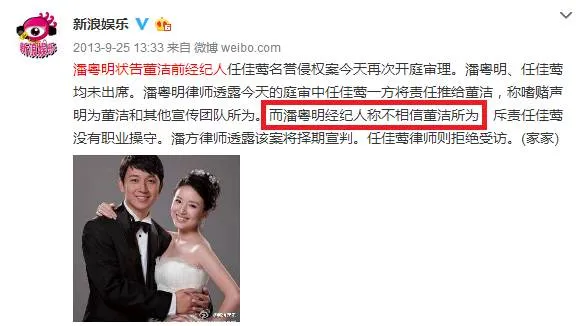 新浪娱乐
新浪娱乐
2013-9-25 13:33 来自 微博 weibo.com
潘粤明状告董洁前经纪人任佳莺名誉侵权案今天再次开庭审理。潘粤明、任佳莺
均未出席。潘粤明律师透露今天的庭审中任佳莺一方将责任推给董洁，称嗜赌声
明为董洁和其他宣传团队所为。而潘粤明经纪人称不相信董洁所为，斥责任佳莺
没有职业操守。潘方律师透露该案将择期宣判。任佳莺律师则拒绝受访。(家家)